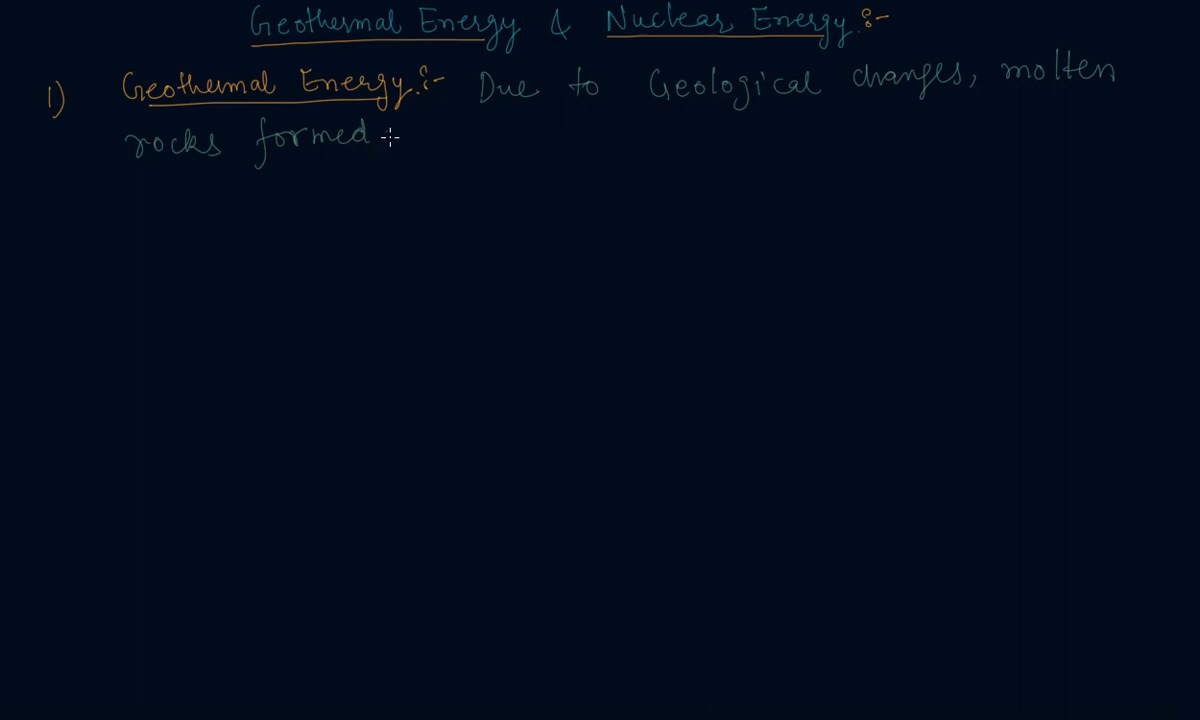 Geothermal Energy & Nuclear Energy :-
1) Geothermal Energy :- Due to Geological changes, molten
rocks formed